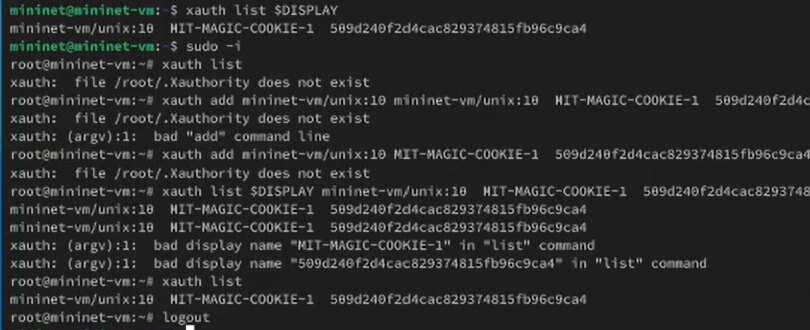 mininet@mininet-vm:~$ xauth list $DISPLAY
mininet-vm/unix:10  MIT-MAGIC-COOKIE-1  509d240f2d4cac829374815fb96c9ca4
mininet@mininet-vm:~$ sudo -i
root@mininet-vm:~# xauth list
xauth:  file /root/.Xauthority does not exist
root@mininet-vm:~# xauth add mininet-vm/unix:10 mininet-vm/unix:10  MIT-MAGIC-COOKIE-1  509d240f2d4c
xauth:  file /root/.Xauthority does not exist
xauth: (argv):1:  bad "add" command line
root@mininet-vm:~# xauth add mininet-vm/unix:10 MIT-MAGIC-COOKIE-1  509d240f2d4cac829374815fb96c9ca4
xauth:  file /root/.Xauthority does not exist
root@mininet-vm:~# xauth list $DISPLAY mininet-vm/unix:10  MIT-MAGIC-COOKIE-1  509d240f2d4cac8293748
mininet-vm/unix:10  MIT-MAGIC-COOKIE-1  509d240f2d4cac829374815fb96c9ca4
mininet-vm/unix:10  MIT-MAGIC-COOKIE-1  509d240f2d4cac829374815fb96c9ca4
xauth: (argv):1:  bad display name "MIT-MAGIC-COOKIE-1" in "list" command
xauth: (argv):1:  bad display name "509d240f2d4cac829374815fb96c9ca4" in "list" command
root@mininet-vm:~# xauth list
mininet-vm/unix:10  MIT-MAGIC-COOKIE-1  509d240f2d4cac829374815fb96c9ca4
root@mininet-vm:~# logout